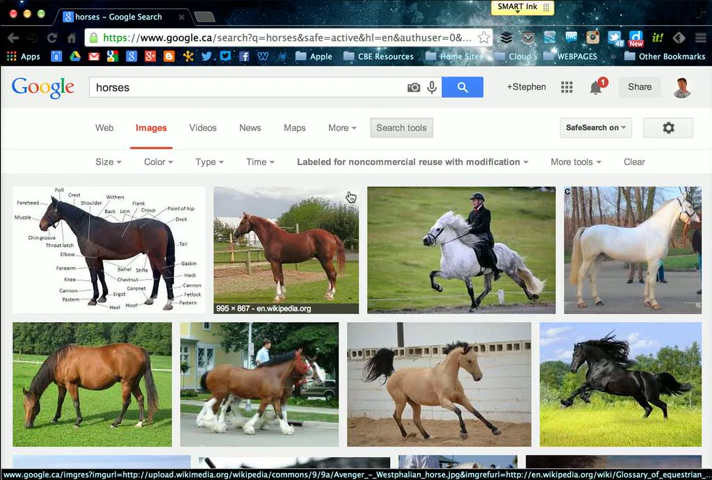 SMART Ink
horses – Google Search
https://www.google.ca/search?q=horses&safe=active&hl=en&authuser=0&...
48
New
it!
Apps
Apple
CBE Resources
Home Sites
Cloud
WEBPAGES
Other Bookmarks
Google
horses
+Stephen
1
Share
Web
Images
Videos
News
Maps
More
Search tools
SafeSearch on
Size
Color
Type
Time
Labeled for noncommercial reuse with modification
More tools
Clear
Poll
Crest
Withers
Forehead
Shoulder
Flank
Back
Loin
Croup
Point of hip
Muzzle
Dock
Chin groove
Throat latch
Tail
Elbow
Gaskin
Forearm
Barrel
Stifle
Hock
Knee
Chestnut
Cannon
Coronet
Cannon
Ergot
Fetlock
Pastern
Heel
Hoof
Pastern
995 × 867 - en.wikipedia.org
C
www.google.ca/imgres?imgurl=http://upload.wikipedia.org/wikipedia/commons/9/9a/Avenger_-_Westphalian_horse.jpg&imgrefurl=http://en.wikipedia.org/wiki/Glossary_of_equestrian_...